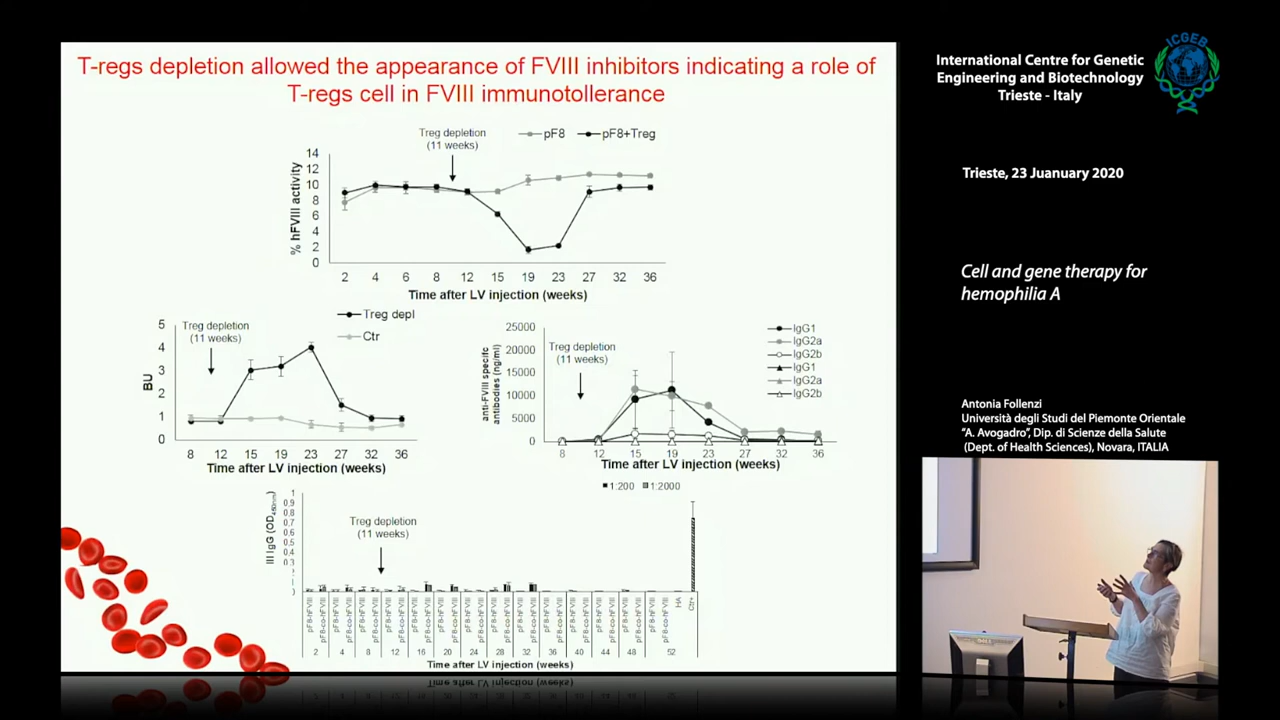 T-regs depletion allowed the appearance of FVIII inhibitors indicating a role of
T-regs cell in FVIII immunotollerance
Treg depletion
(11 weeks)
pF8
pF8+Treg
% hFVIII activity
14
12
10
8
6
4
2
0
2 4 6 8 12 15 19 23 27 32 36
Time after LV injection (weeks)
Treg depl
Ctr
Treg depletion
(11 weeks)
BU
5
4
3
2
1
0
8 12 15 19 23 27 32 36
Time after LV injection (weeks)
Treg depletion
(11 weeks)
anti-FVIII specifc
antibodies (ng/ml)
25000
20000
15000
10000
5000
0
IgG1
IgG2a
IgG2b
IgG1
IgG2a
IgG2b
8 12 15 19 23 27 32 36
Time after LV injection (weeks)
1:200 1:2000
Treg depletion
(11 weeks)
III IgG (OD450nm)
1
0,9
0,8
0,7
0,6
0,5
0,4
0,3
pF8-hFVIII
pF8-co-hFVIII
HA
Ctr+
2 4 8 12 16 20 24 28 32 36 40 44 48 52
Time after LV injection (weeks)
International Centre for Genetic
Engineering and Biotechnology
Trieste - Italy
ICGEB
Trieste, 23 Juanuary 2020
Cell and gene therapy for
hemophilia A
Antonia Follenzi
Università degli Studi del Piemonte Orientale
“A. Avogadro”, Dip. di Scienze della Salute
(Dept. of Health Sciences), Novara, ITALIA